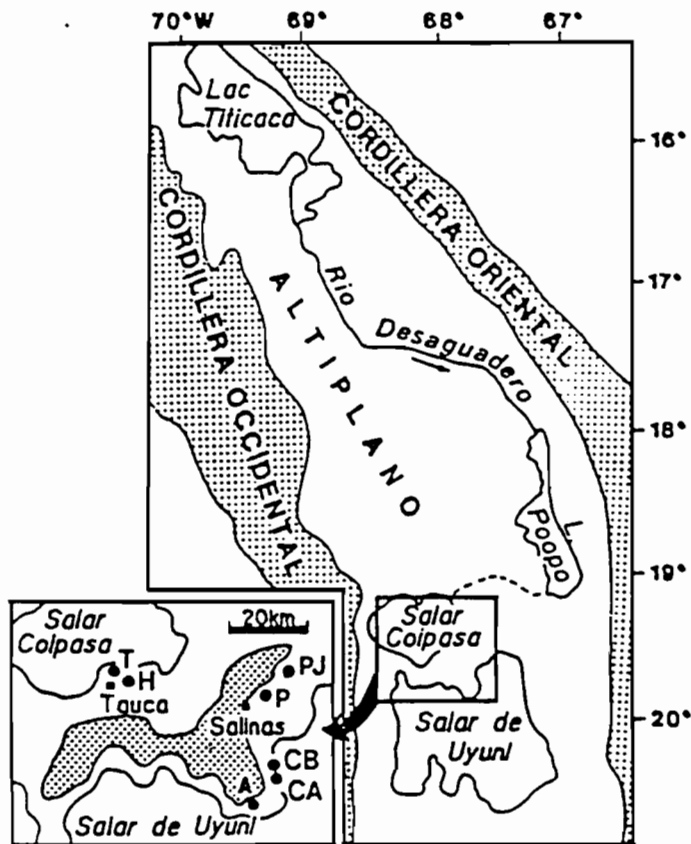 70°W 69° 68° 67°
Lac
Titicaca
16°
CORDILLERA ORIENTAL
CORDILLERA OCCIDENTAL
ALTIPLANO
17°
Rio
Desaguadero
18°
L.
Poopo
19°
Salar
Coipasa
20°
Salar de
Uyuni
Salar
Coipasa
20km
T
H
Tauca
PJ
P
Salinas
CB
CA
A
Salar de Uyuni